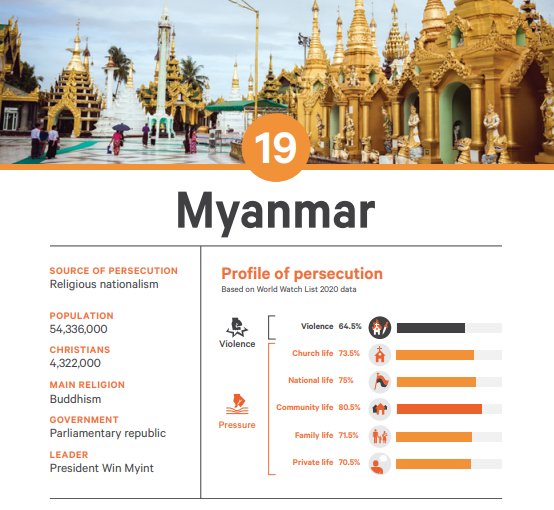 19
Myanmar
SOURCE OF PERSECUTION
Religious nationalism
POPULATION
54,336,000
CHRISTIANS
4,322,000
MAIN RELIGION
Buddhism
GOVERNMENT
Parliamentary republic
LEADER
President Win Myint
Profile of persecution
Based on World Watch List 2020 data
Violence
Violence 64.5%
Church life 73.5%
National life 75%
Community life 80.5%
Pressure
Family life 71.5%
Private life 70.5%